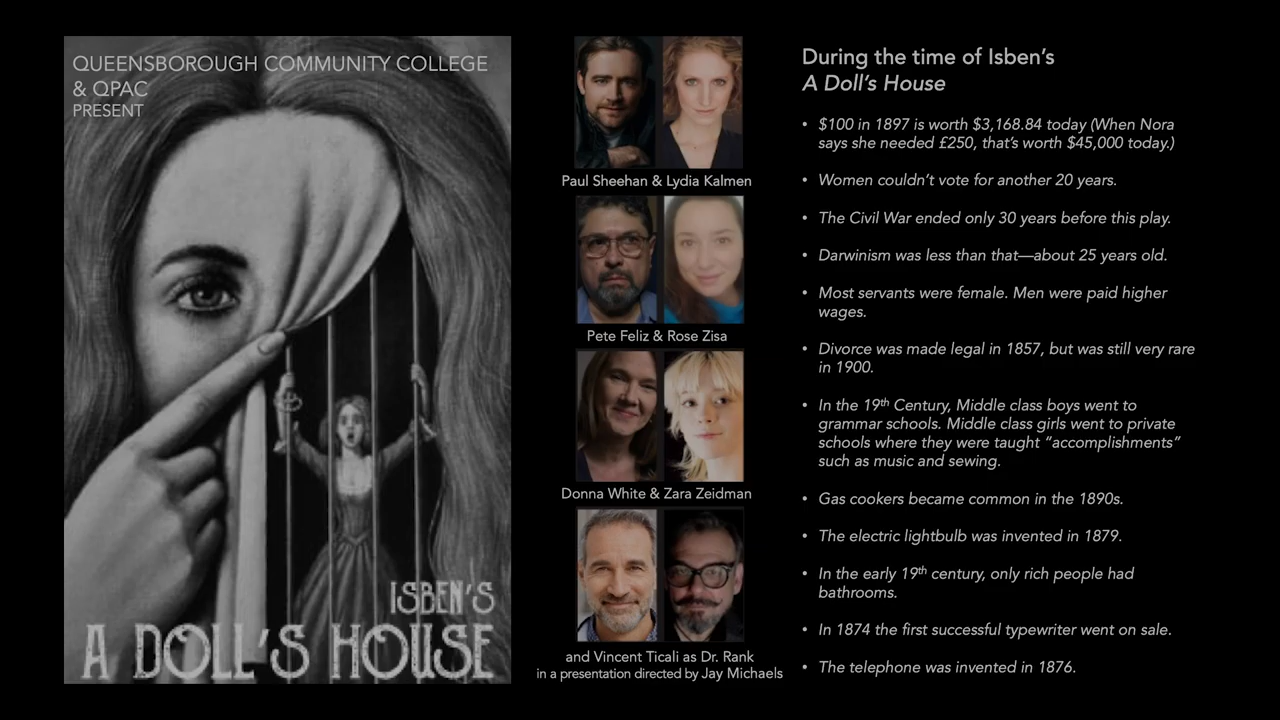 QUEENSBOROUGH COMMUNITY COLLEGE
& QPAC
PRESENT
ISBEN'S
A DOLL'S HOUSE
Paul Sheehan & Lydia Kalmen
Pete Feliz & Rose Zisa
Donna White & Zara Zeidman
and Vincent Ticali as Dr. Rank
in a presentation directed by Jay Michaels
During the time of Isben's
A Doll's House
• $100 in 1897 is worth $3,168.84 today (When Nora
says she needed £250, that's worth $45,000 today.)
• Women couldn't vote for another 20 years.
• The Civil War ended only 30 years before this play.
• Darwinism was less than that—about 25 years old.
• Most servants were female. Men were paid higher
wages.
• Divorce was made legal in 1857, but was still very rare
in 1900.
• In the 19th Century, Middle class boys went to
grammar schools. Middle class girls went to private
schools where they were taught "accomplishments"
such as music and sewing.
• Gas cookers became common in the 1890s.
• The electric lightbulb was invented in 1879.
• In the early 19th century, only rich people had
bathrooms.
• In 1874 the first successful typewriter went on sale.
• The telephone was invented in 1876.